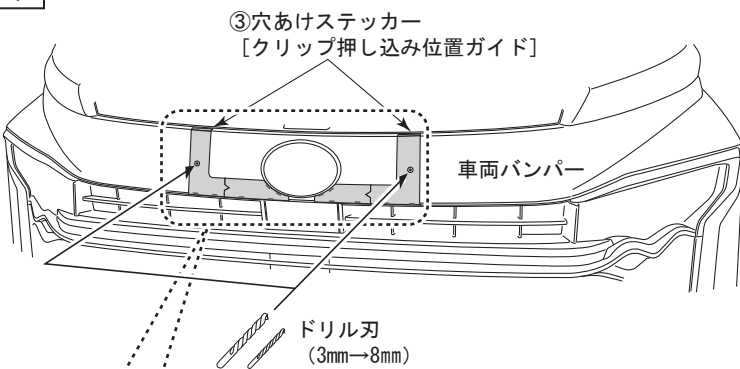 ③穴あけステッカー
［クリップ押し込み位置ガイド］
車両バンパー
ドリル刃
（3㎜→8㎜）